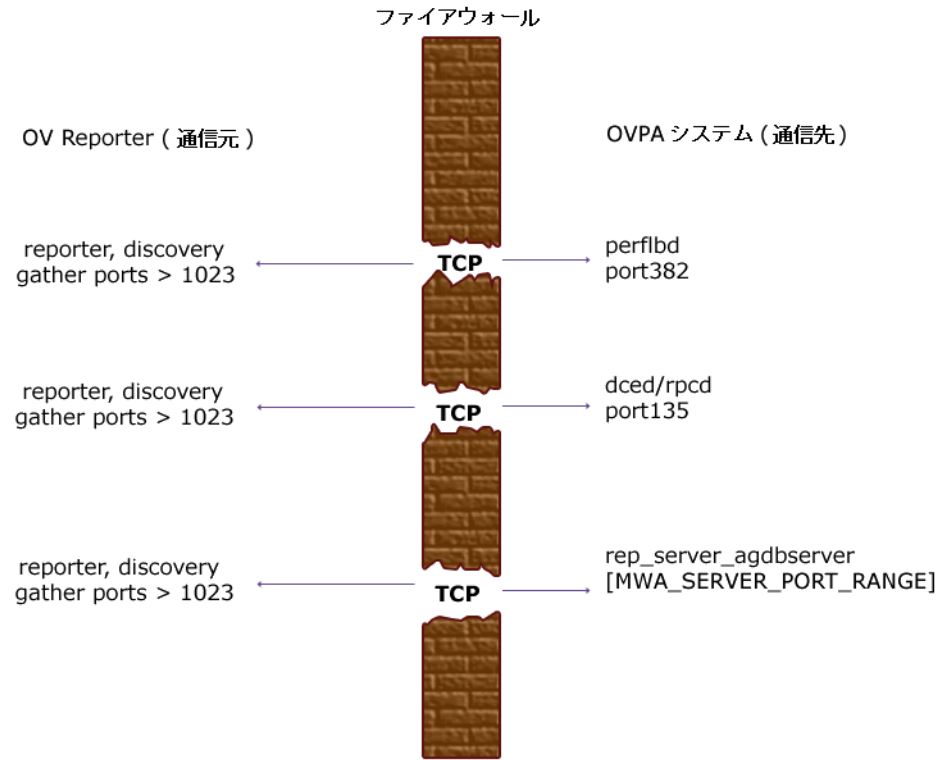 ファイアウォール
OV Reporter ( 通信元 )
OVPA システム ( 通信先 )
reporter, discovery
gather ports > 1023
TCP
perflbd
port382
reporter, discovery
gather ports > 1023
TCP
dced/rpcd
port135
reporter, discovery
gather ports > 1023
TCP
rep_server_agdbserver
[MWA_SERVER_PORT_RANGE]